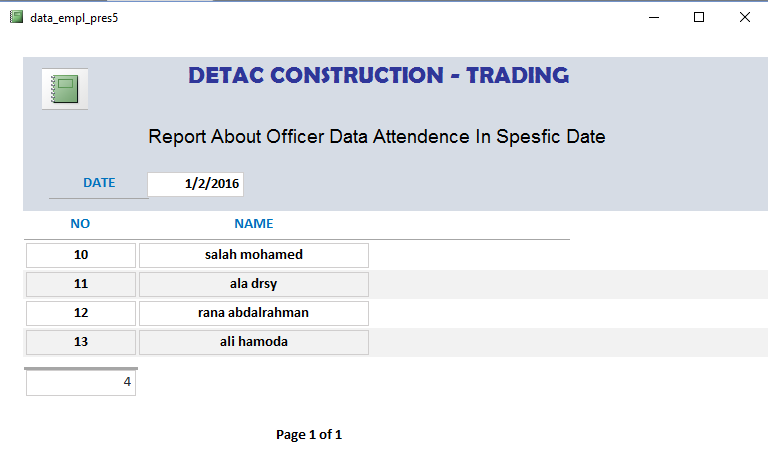 data_empl_pres5
DETAC CONSTRUCTION - TRADING
Report About Officer Data Attendence In Spesfic Date
DATE 1/2/2016
NO NAME
10 salah mohamed
11 ala drsy
12 rana abdalrahman
13 ali hamoda
4
Page 1 of 1